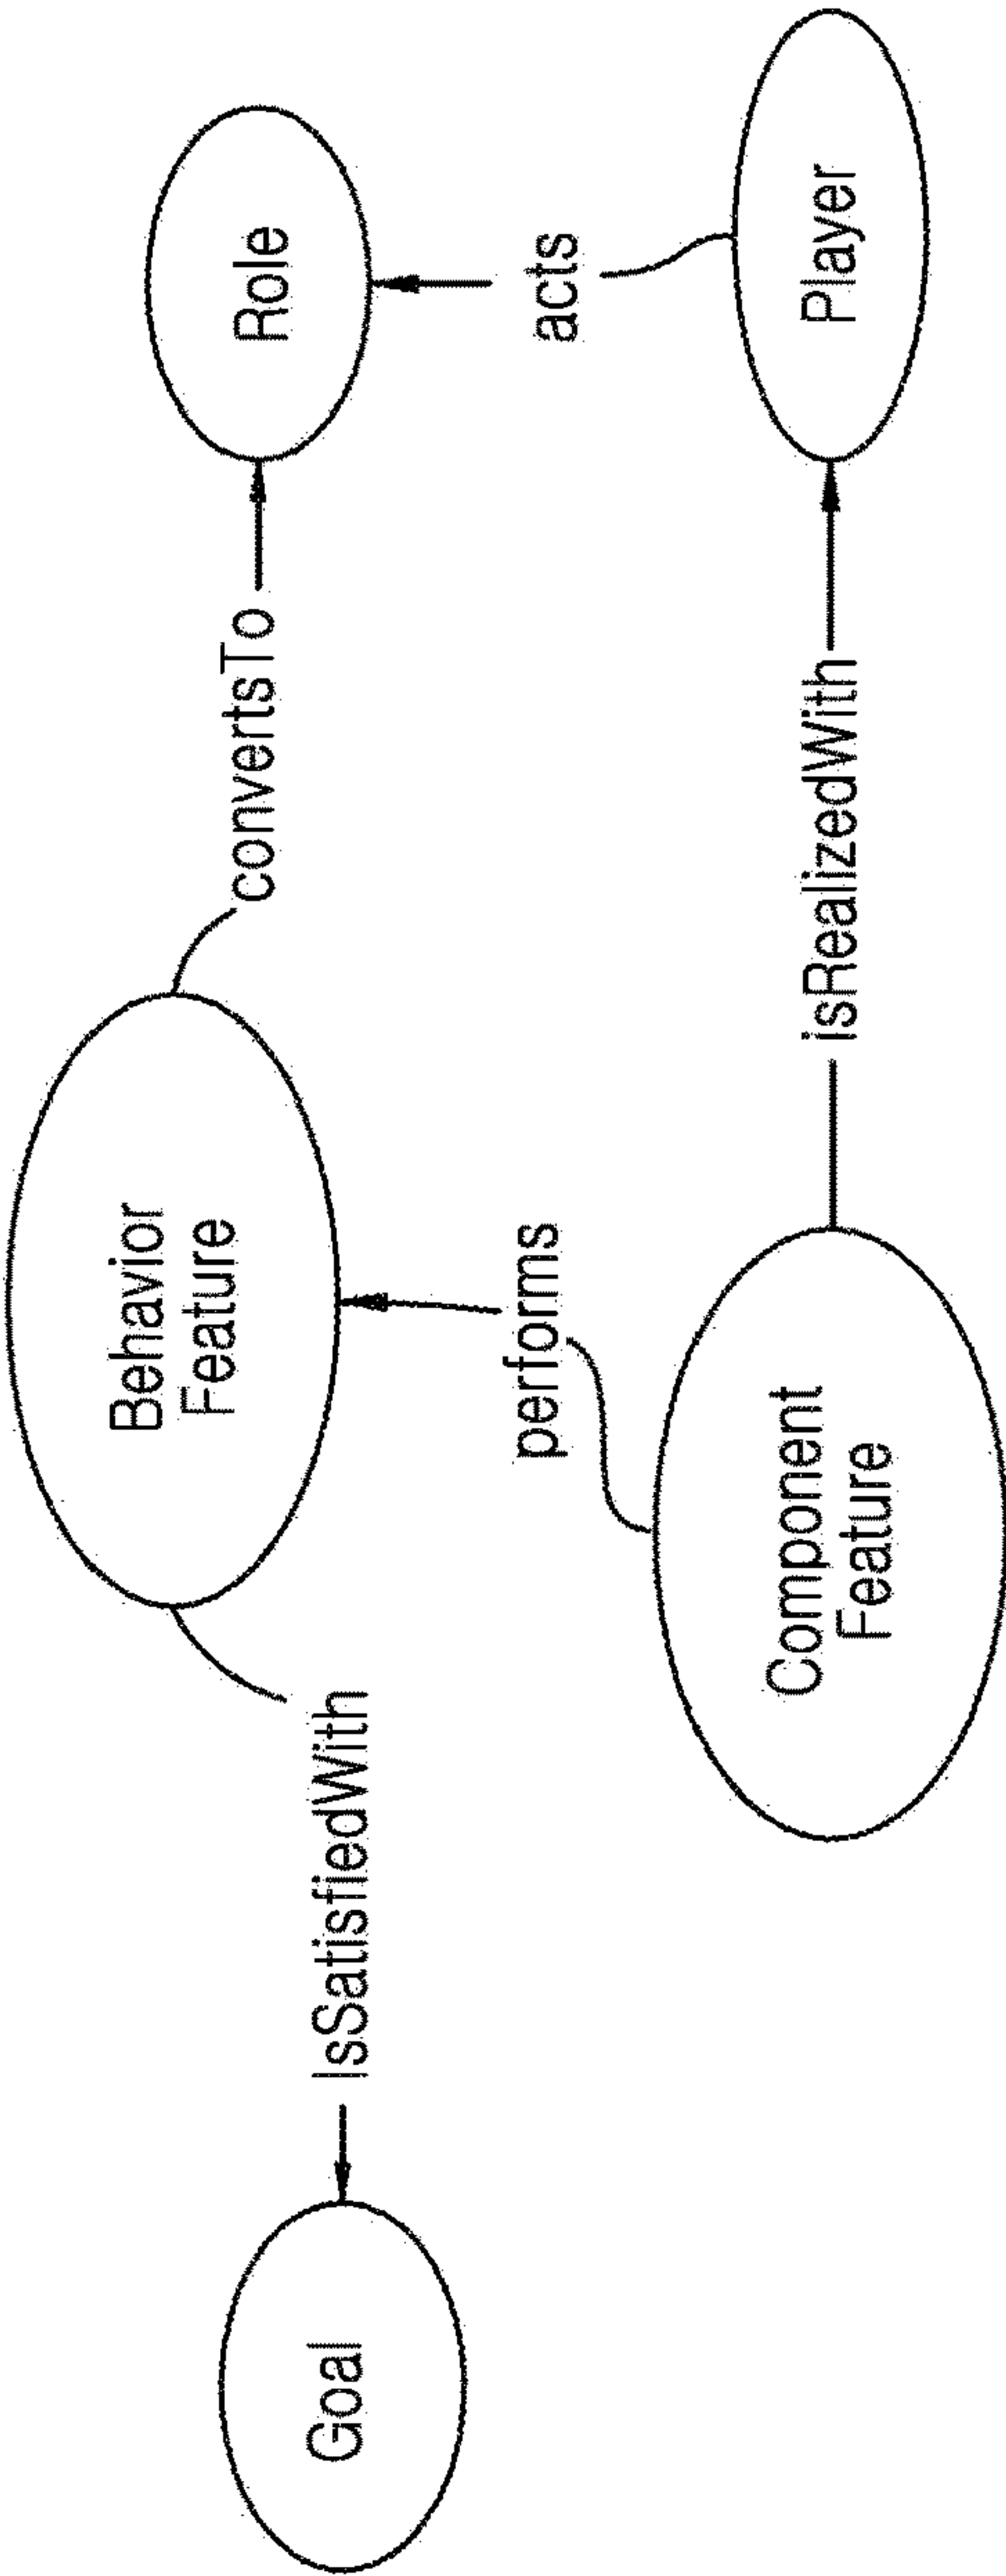 Behavior
Feature
convertsTo
Role
Goal
IsSatisfiedWith
performs
acts
Component
Feature
isRealizedWith
Player